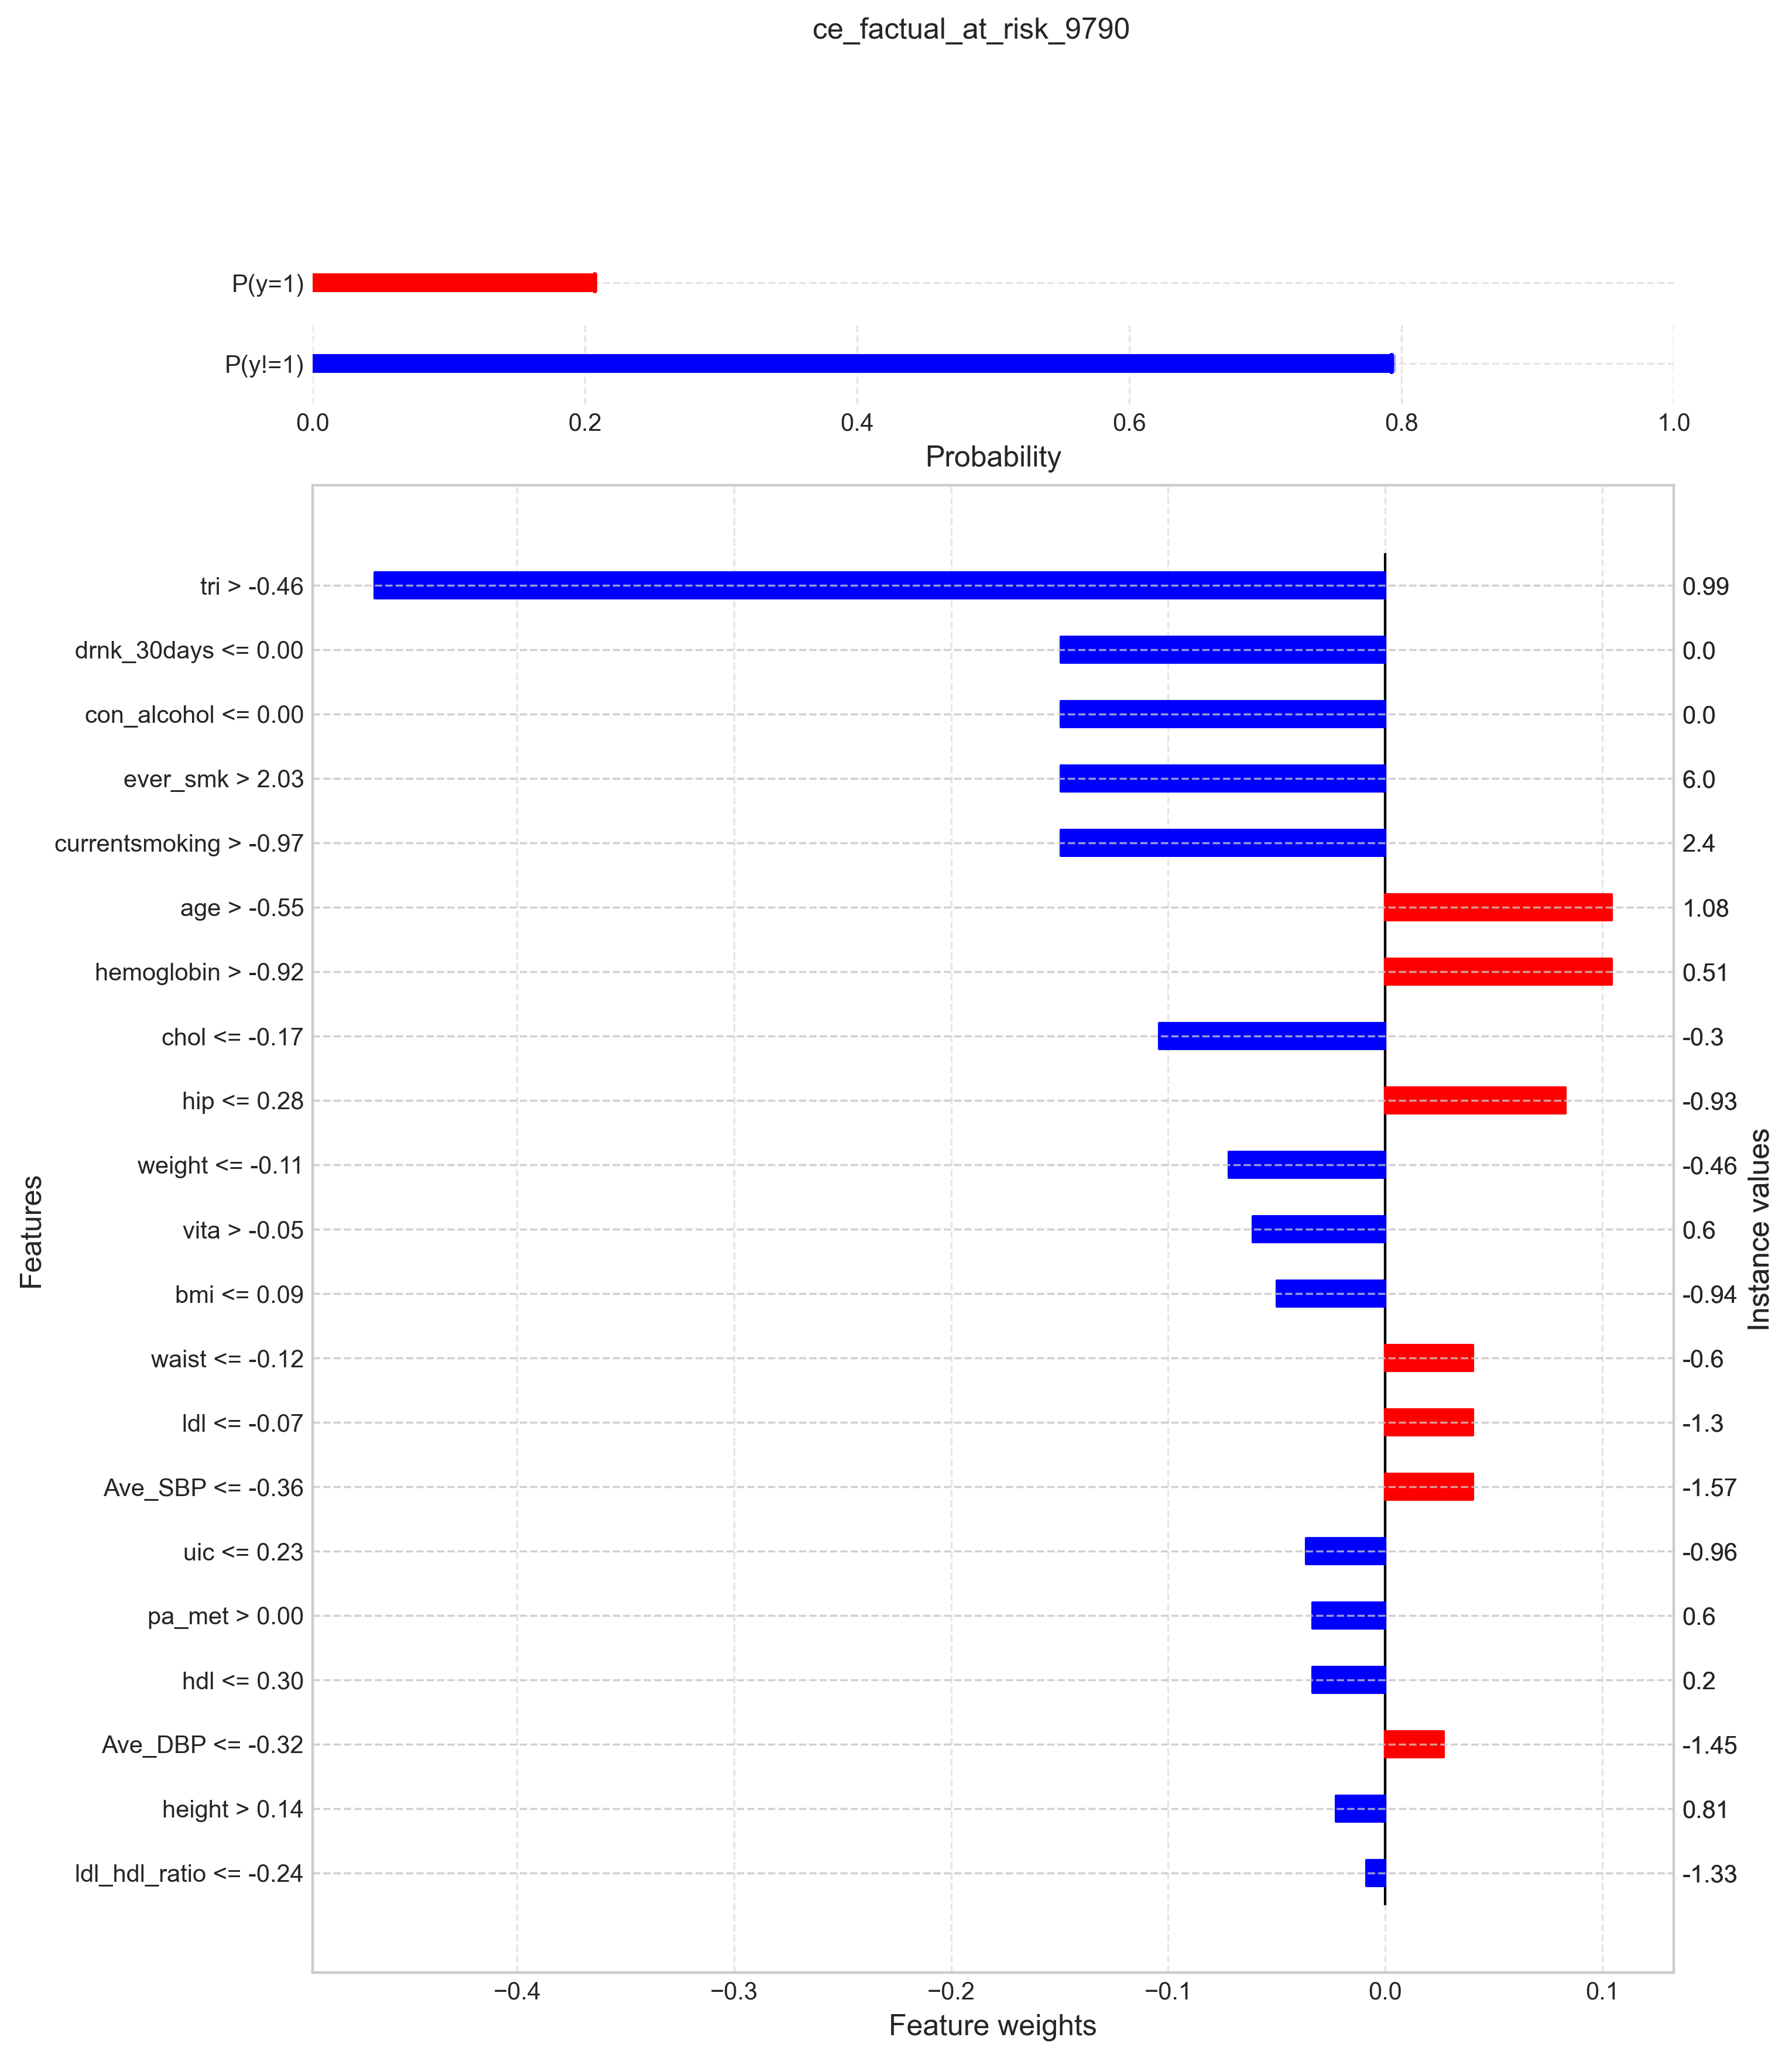 ce_factual_at_risk_9790
P(y=1)
P(y!=1)
0.0 0.2 0.4 0.6 0.8 1.0
Probability
tri > -0.46 0.99
drnk_30days <= 0.00 0.0
con_alcohol <= 0.00 0.0
ever_smk > 2.03 6.0
currentsmoking > -0.97 2.4
age > -0.55 1.08
hemoglobin > -0.92 0.51
chol <= -0.17 -0.3
hip <= 0.28 -0.93
weight <= -0.11 -0.46
vita > -0.05 0.6
bmi <= 0.09 -0.94
waist <= -0.12 -0.6
ldl <= -0.07 -1.3
Ave_SBP <= -0.36 -1.57
uic <= 0.23 -0.96
pa_met > 0.00 0.6
hdl <= 0.30 0.2
Ave_DBP <= -0.32 -1.45
height > 0.14 0.81
ldl_hdl_ratio <= -0.24 -1.33
Features
Instance values
−0.4 −0.3 −0.2 −0.1 0.0 0.1
Feature weights